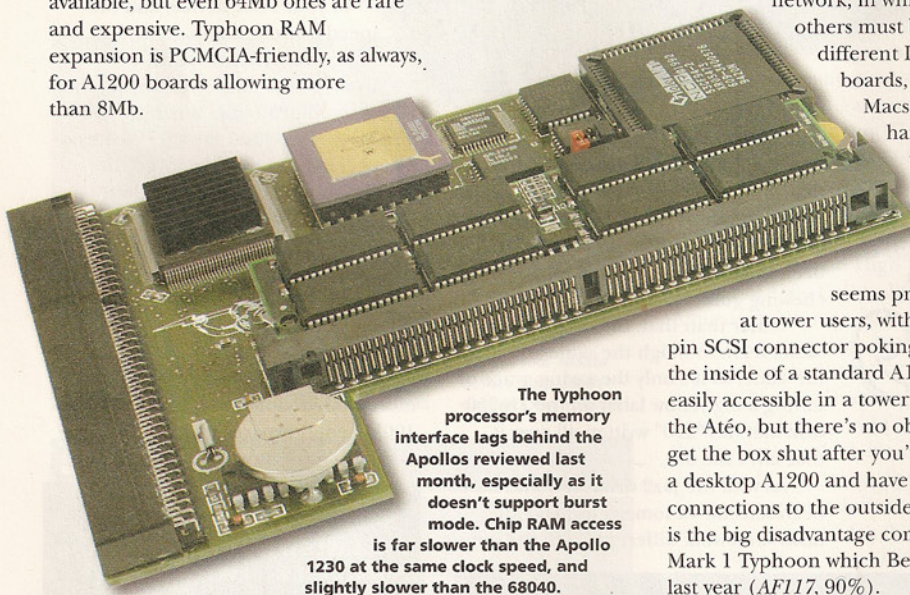 available, but even 64Mb ones are rare
and expensive. Typhoon RAM
expansion is PCMCIA-friendly, as always,
for A1200 boards allowing more
than 8Mb.
The Typhoon
processor's memory
interface lags behind the
Apollos reviewed last
month, especially as it
doesn't support burst
mode. Chip RAM access
is far slower than the Apollo
1230 at the same clock speed, and
slightly slower than the 68040.
others must
different
boards,
Macs
ha
seems pr
at tower users, with
pin SCSI connector poking
the inside of a standard A1
easily accessible in a tower
the Atéo, but there's no ob
get the box shut after you'
a desktop A1200 and have
connections to the outside
is the big disadvantage con
Mark 1 Typhoon which Be
last year (AF117, 90%).